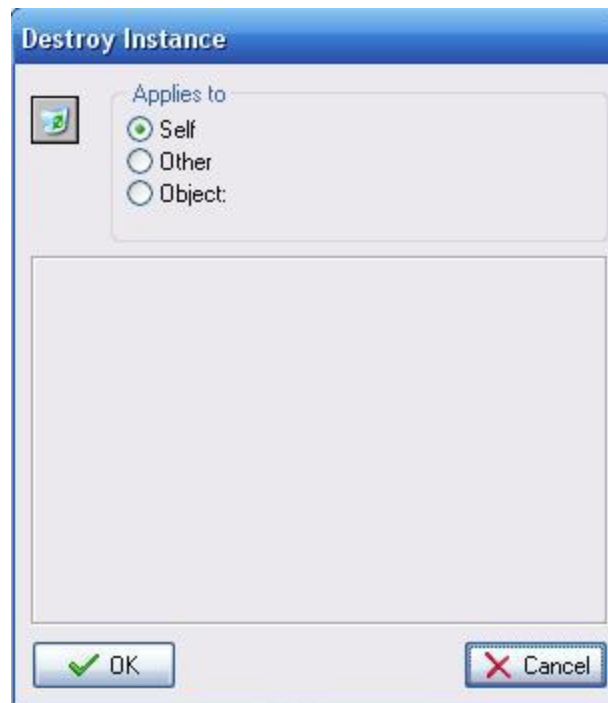 Destroy Instance
Applies to
Self
Other
Object:
OK
Cancel